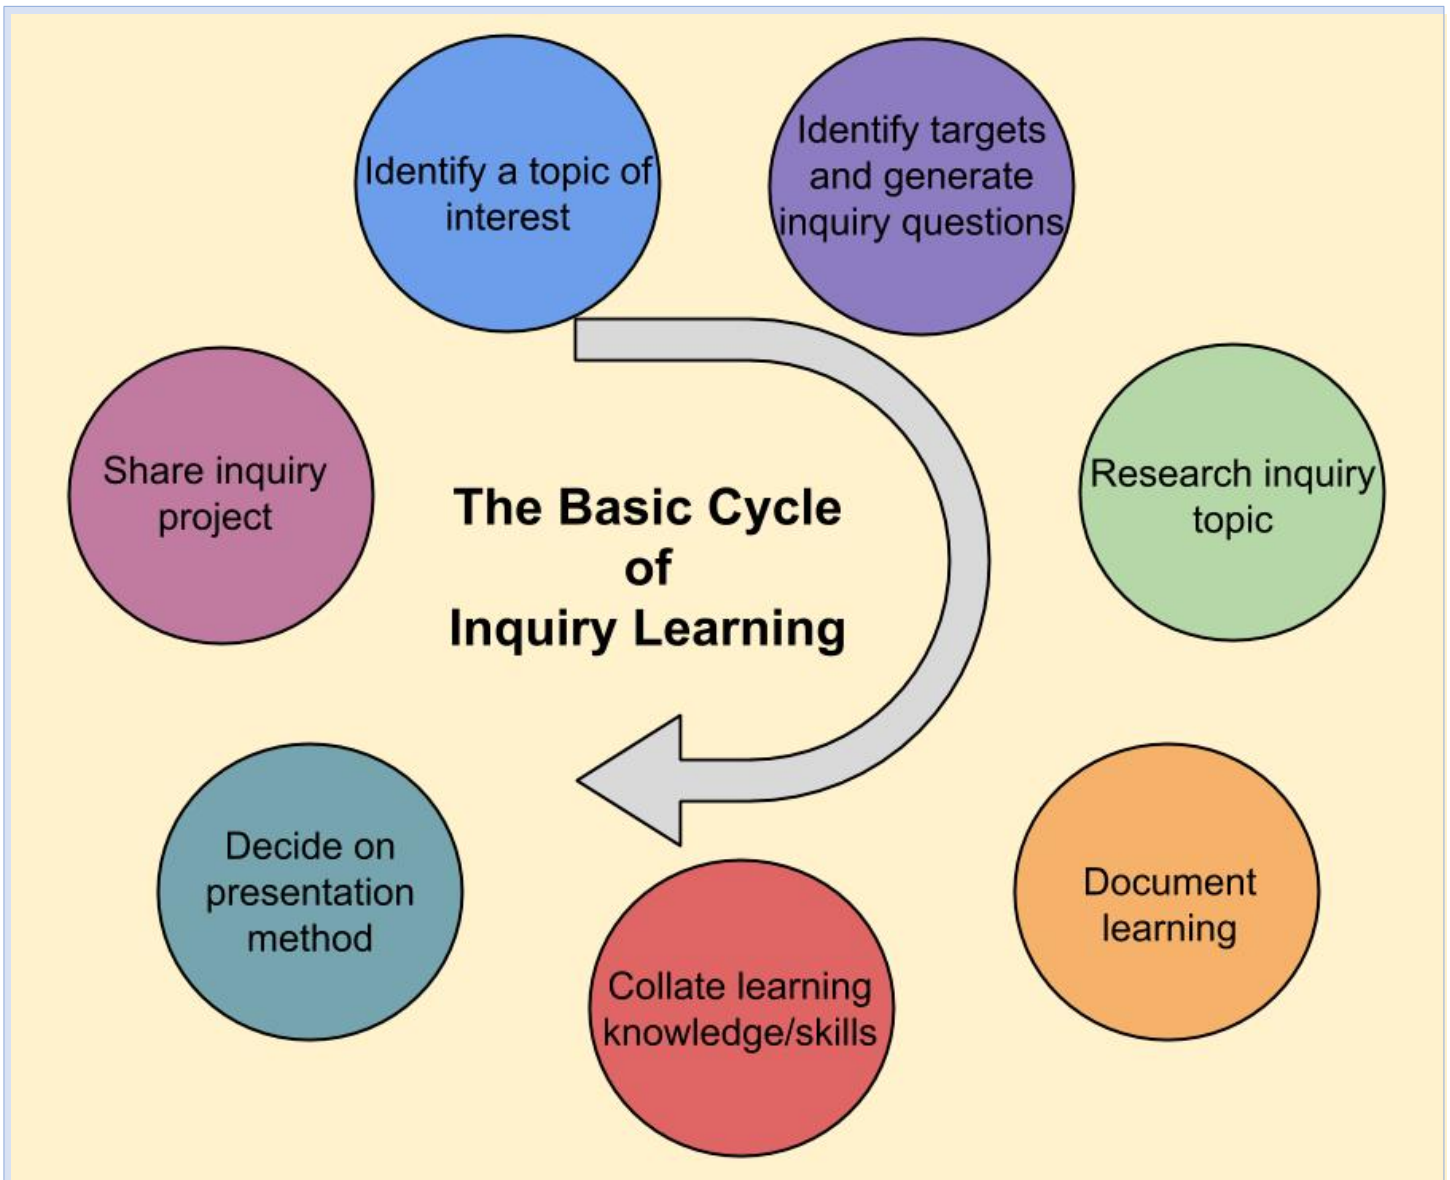 Identify a topic of
interest
Identify targets
and generate
inquiry questions
Research inquiry
topic
Document
learning
Collate learning
knowledge/skills
Decide on
presentation
method
Share inquiry
project
The Basic Cycle
of
Inquiry Learning